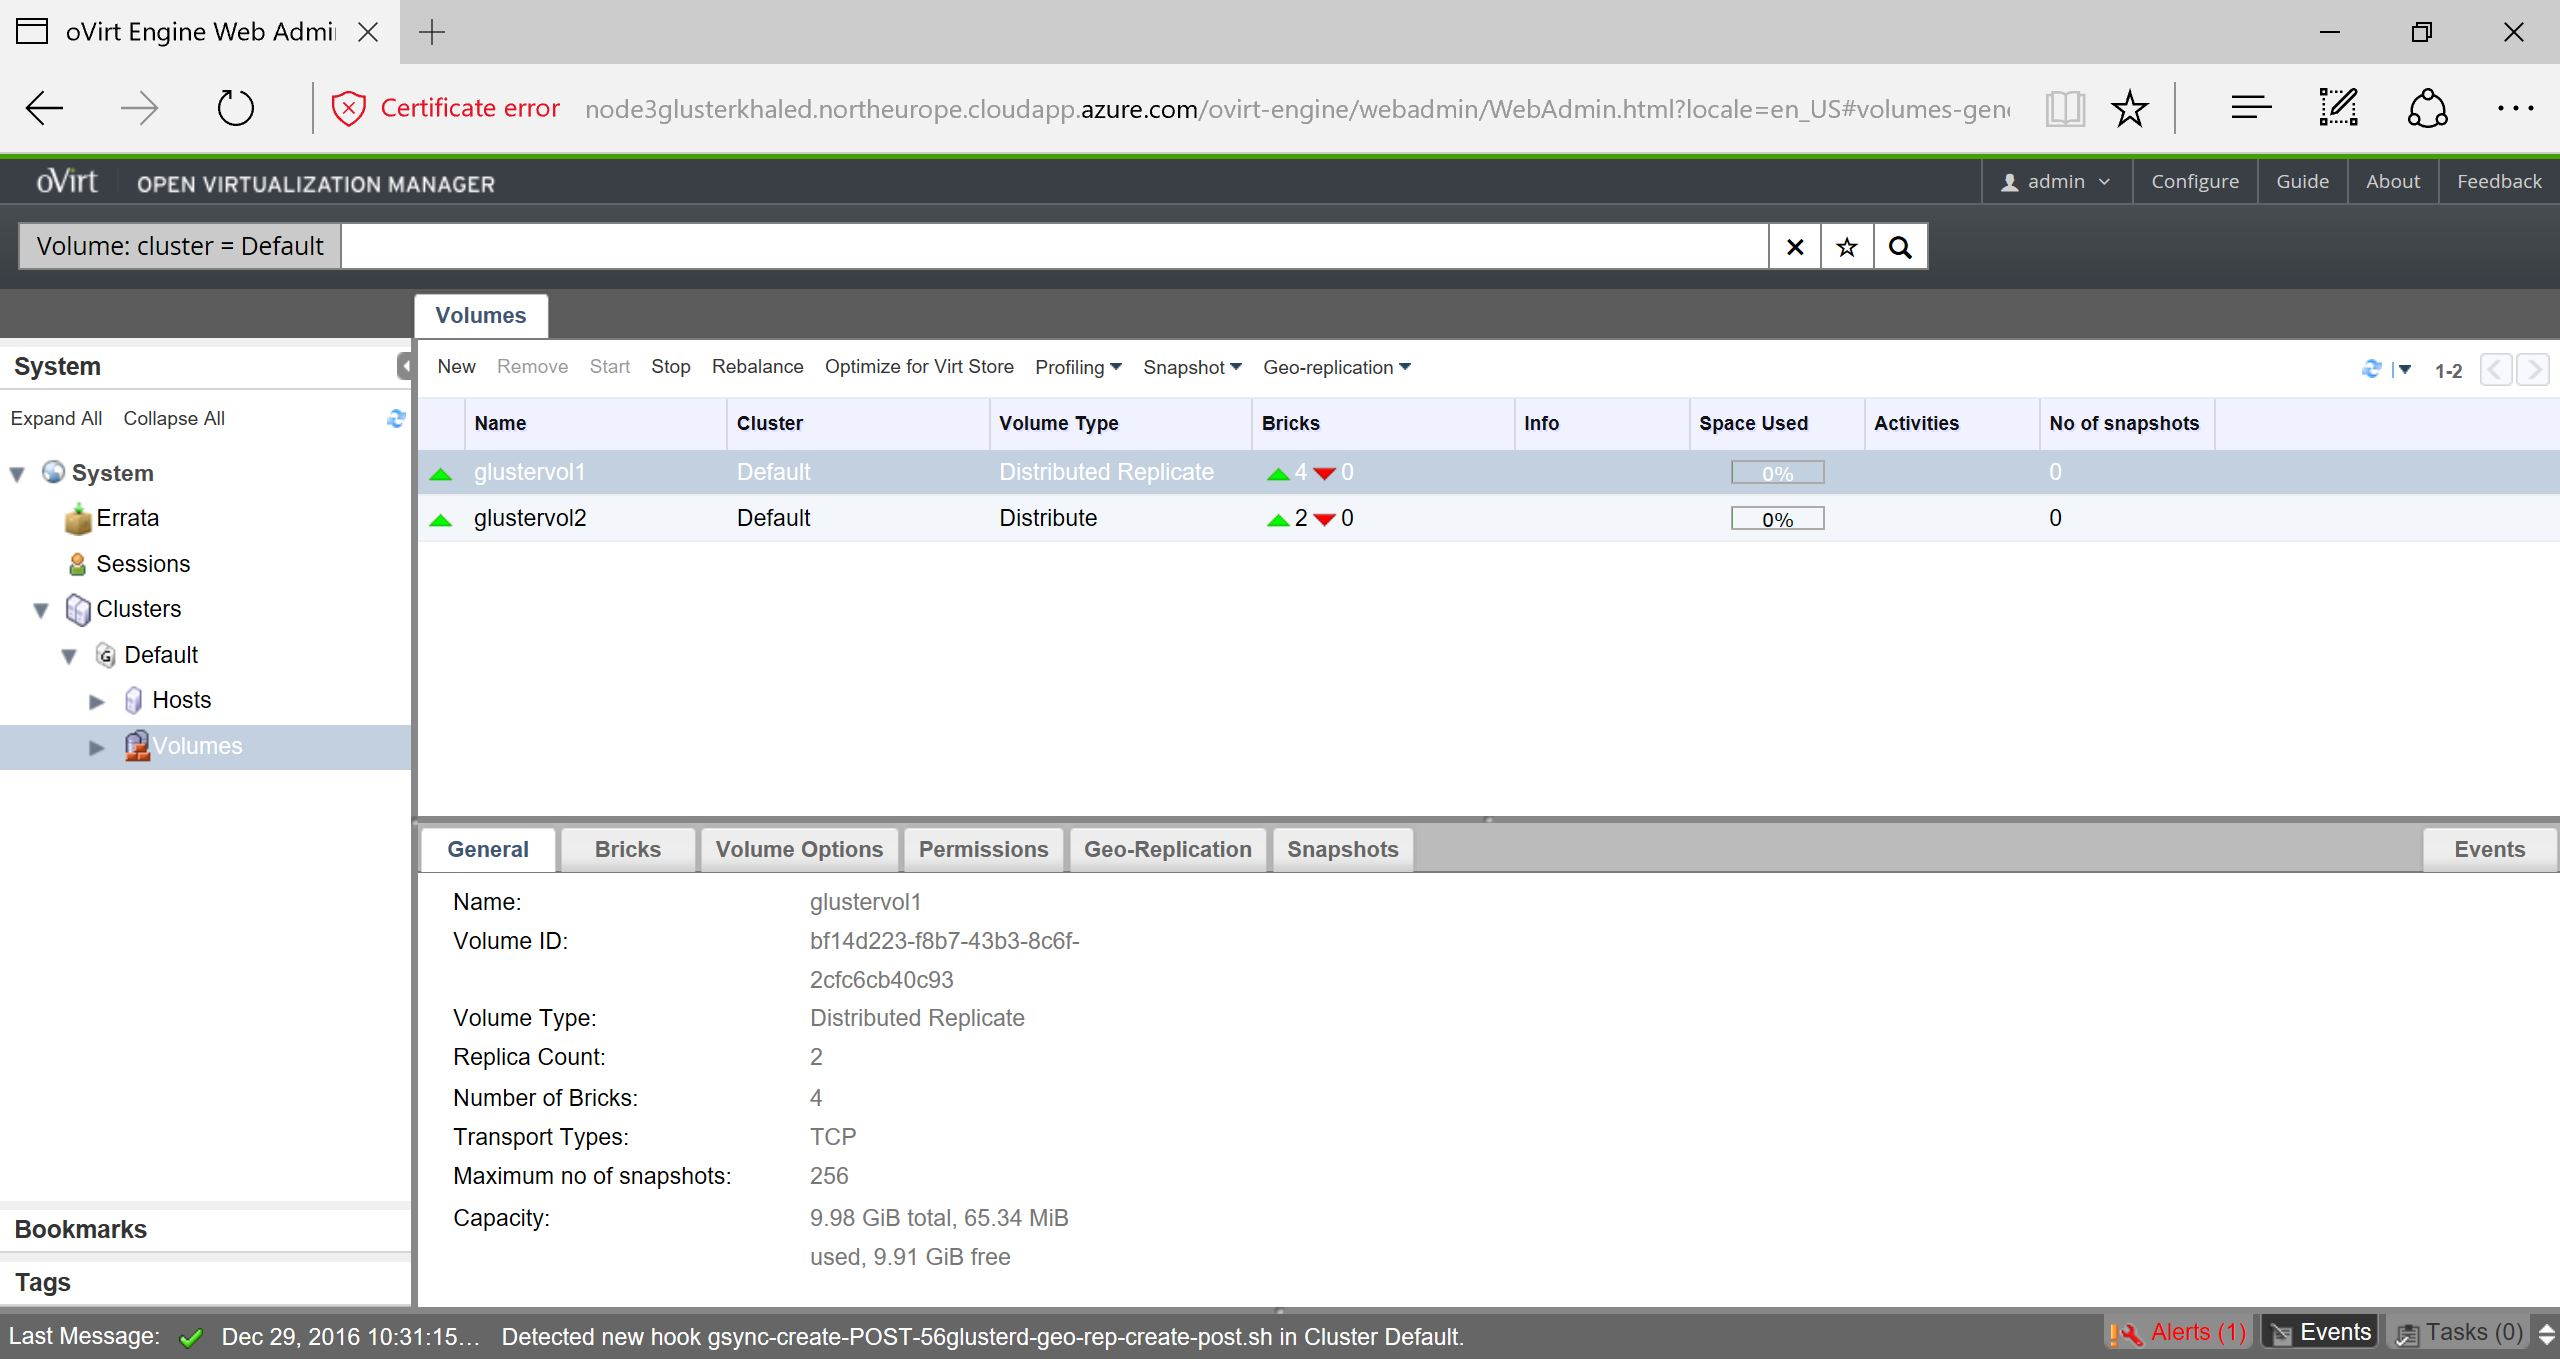 oVirt Engine Web Admi
Certificate error node3glusterkhaled.northeurope.cloudapp.azure.com/ovirt-engine/webadmin/WebAdmin.html?locale=en_US#volumes-gen
oVirt OPEN VIRTUALIZATION MANAGER admin Configure Guide About Feedback
Volume: cluster = Default
Volumes
System
New Remove Start Stop Rebalance Optimize for Virt Store Profiling Snapshot Geo-replication 1-2
Expand All Collapse All
Name Cluster Volume Type Bricks Info Space Used Activities No of snapshots
glustervol1 Default Distributed Replicate 4 0 0% 0
glustervol2 Default Distribute 2 0 0% 0
System
Errata
Sessions
Clusters
Default
Hosts
Volumes
General Bricks Volume Options Permissions Geo-Replication Snapshots Events
Name: glustervol1
Volume ID: bf14d223-f8b7-43b3-8c6f-
2cfc6cb40c93
Volume Type: Distributed Replicate
Replica Count: 2
Number of Bricks: 4
Transport Types: TCP
Maximum no of snapshots: 256
Capacity: 9.98 GiB total, 65.34 MiB
used, 9.91 GiB free
Bookmarks
Tags
Last Message: Dec 29, 2016 10:31:15... Detected new hook gsync-create-POST-56glusterd-geo-rep-create-post.sh in Cluster Default. Alerts (1) Events Tasks (0)